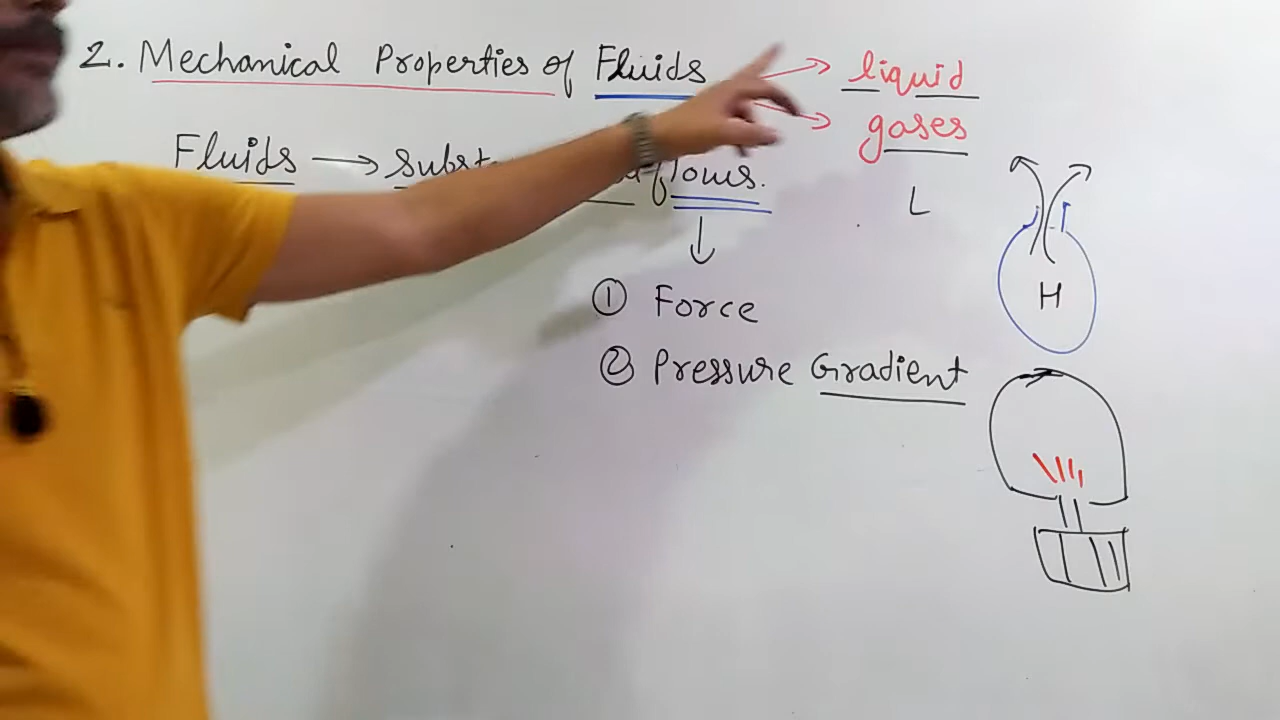 2. Mechanical Properties of Fluids → liquid
→ gases
Fluids → subst flows.
L
↓
① Force
H
② Pressure Gradient